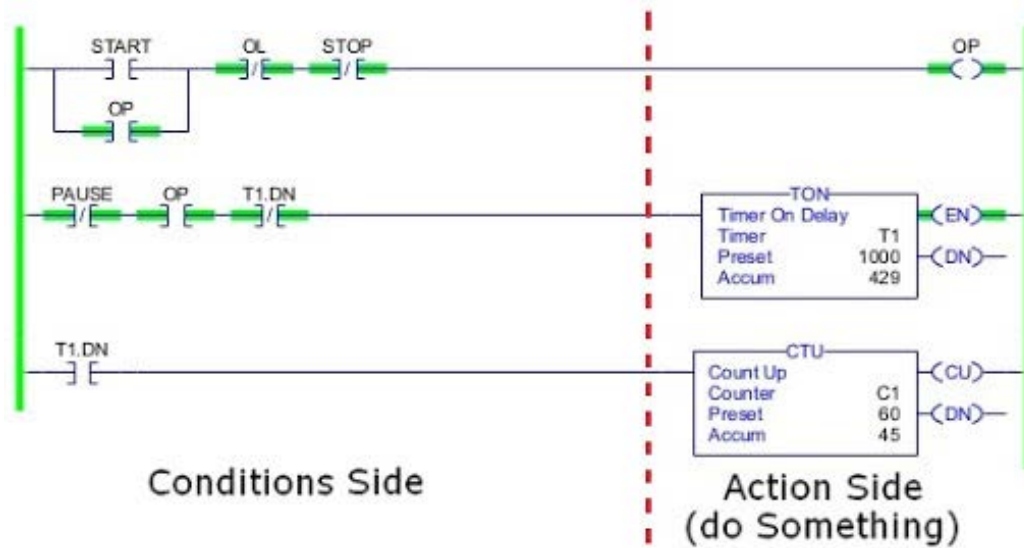 START OL STOP OP
OP
PAUSE OP T1.DN TON
Timer On Delay EN
Timer T1
Preset 1000 DN
Accum 429
T1.DN CTU
Count Up CU
Counter C1
Preset 60 DN
Accum 45
Conditions Side
Action Side
(do Something)